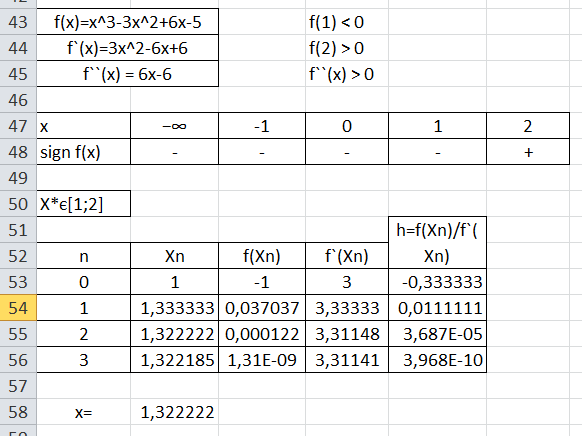 43 f(x)=x^3-3x^2+6x-5 f(1) < 0
44 f`(x)=3x^2-6x+6 f(2) > 0
45 f``(x) = 6x-6 f``(x) > 0
46
47 x -∞ -1 0 1 2
48 sign f(x) - - - - +
49
50 X*ϵ[1;2]
51 h=f(Xn)/f`(
52 n Xn f(Xn) f`(Xn) Xn)
53 0 1 -1 3 -0,333333
54 1 1,333333 0,037037 3,33333 0,0111111
55 2 1,322222 0,000122 3,31148 3,687E-05
56 3 1,322185 1,31E-09 3,31141 3,968E-10
57
58 x= 1,322222